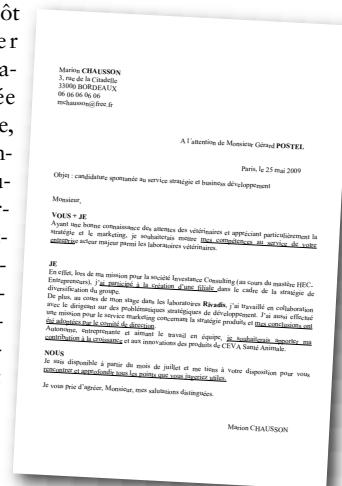 ôt
er
a-
ée
e,
n-
u-
r-
-
-
-
-
r-
.
-
Marion CHAUSSON
3, rue de la Citadelle
33000 BORDEAUX
06 06 06 06 06
mchausson@free.fr
A l'attention de Monsieur Gérard POSTEL
Paris, le 25 mai 2009
Objet : candidature spontanée au service stratégie et business développement
Monsieur,
VOUS + JE
Ayant une bonne connaissance des attentes des vétérinaires et appréciant particulièrement la
stratégie et le marketing, je souhaiterais mettre mes compétences au service de votre
entreprise acteur majeur parmi les laboratoires vétérinaires.
JE
En effet, lors de ma mission pour la société Investance Consulting (au cours du mastère HEC-
Entrepreneurs), j'ai participé à la création d'une filiale dans le cadre de la stratégie de
diversification du groupe.
De plus, au cours de mon stage dans les laboratoires Rivadis, j'ai travaillé en collaboration
avec le dirigeant sur des problématiques stratégiques de développement. J'ai aussi effectué
une mission pour le service marketing concernant la stratégie produits et mes conclusions ont
été adoptées par le comité de direction.
Autonome, entreprenante et aimant le travail en équipe, je souhaiterais apporter ma
contribution à la croissance et aux innovations des produits de CEVA Santé Animale.
NOUS
Je suis disponible à partir du mois de juillet et me tiens à votre disposition pour vous
rencontrer et approfondir tous les points que vous jugeriez utiles.
Je vous prie d'agréer, Monsieur, mes salutations distinguées.
Marion CHAUSSON